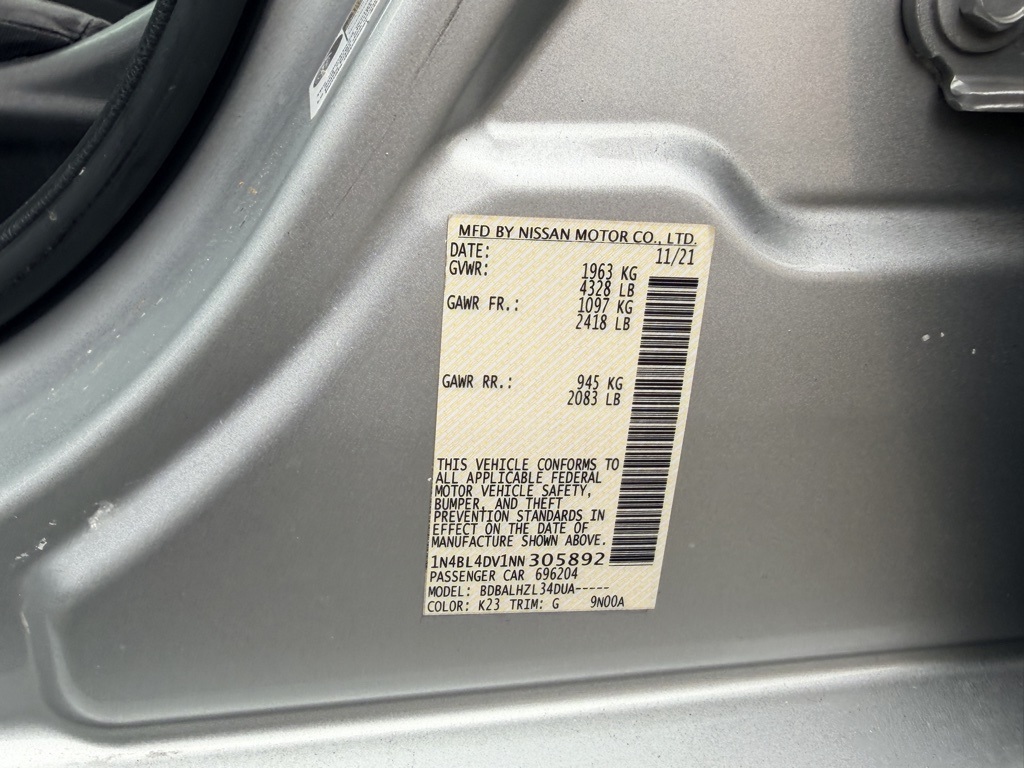 MFD BY NISSAN MOTOR CO., LTD.
DATE: 11/21
GVWR: 1963 KG
4328 LB
GAWR FR.: 1097 KG
2418 LB
GAWR RR.: 945 KG
2083 LB
THIS VEHICLE CONFORMS TO
ALL APPLICABLE FEDERAL
MOTOR VEHICLE SAFETY,
BUMPER, AND THEFT
PREVENTION STANDARDS IN
EFFECT ON THE DATE OF
MANUFACTURE SHOWN ABOVE.
1N4BL4DV1NN305892
PASSENGER CAR 696204
MODEL: BDBALHZL34DUA-----
COLOR: K23 TRIM: G 9N00A